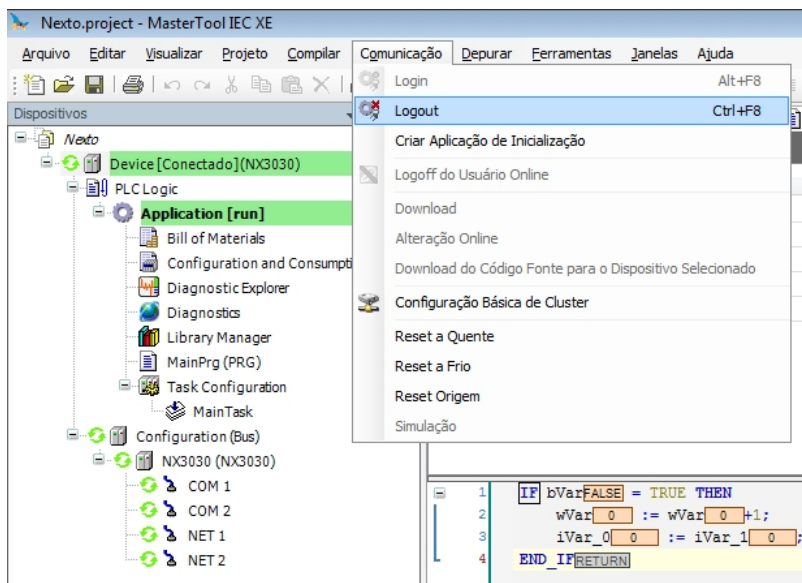 Nexto.project - MasterTool IEC XE
Arquivo Editar Visualizar Projeto Compilar Comunicação Depurar Ferramentas Janelas Ajuda
Dispositivos
Nexto
Device [Conectado] (NX3030)
PLC Logic
Application [run]
Bill of Materials
Configuration and Consumpti
Diagnostic Explorer
Diagnostics
Library Manager
MainPrg (PRG)
Task Configuration
MainTask
Configuration (Bus)
NX3030 (NX3030)
COM 1
COM 2
NET 1
NET 2
Login Alt+F8
Logout Ctrl+F8
Criar Aplicação de Inicialização
Logoff do Usuário Online
Download
Alteração Online
Download do Código Fonte para o Dispositivo Selecionado
Configuração Básica de Cluster
Reset a Quente
Reset a Frio
Reset Origem
Simulação
1 IF bVar FALSE = TRUE THEN
2 wVar 0 := wVar 0 +1;
3 iVar_0 0 := iVar_1 0 ;
4 END_IF RETURN